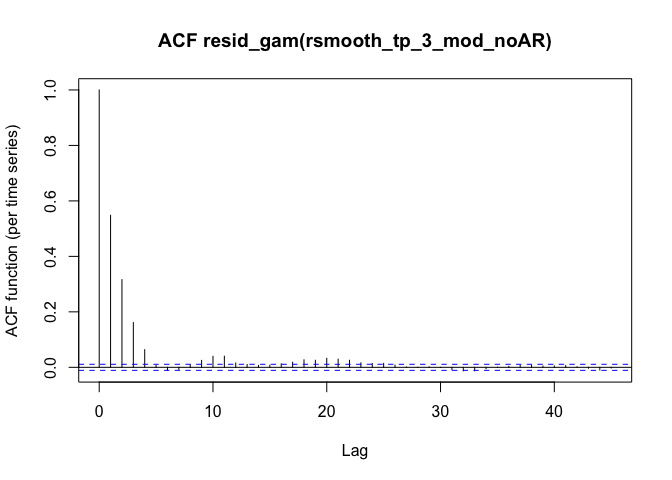 ACF resid_gam(rsmooth_tp_3_mod_noAR)
ACF function (per time series)
1.0
0.8
0.6
0.4
0.2
0.0
0 10 20 30 40
Lag